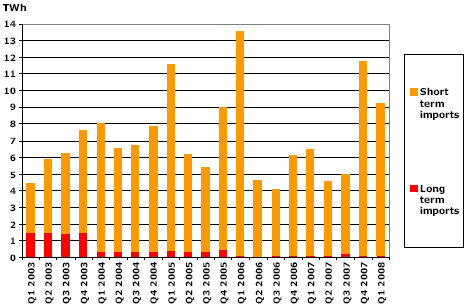 TWh
14
13
12
11
10
9
8
7
6
5
4
3
2
1
0
Q1 2003
Q2 2003
Q3 2003
Q4 2003
Q1 2004
Q2 2004
Q3 2004
Q4 2004
Q1 2005
Q2 2005
Q3 2005
Q4 2005
Q1 2006
Q2 2006
Q3 2006
Q4 2006
Q1 2007
Q2 2007
Q3 2007
Q4 2007
Q1 2008
Short
term
imports
Long
term
imports